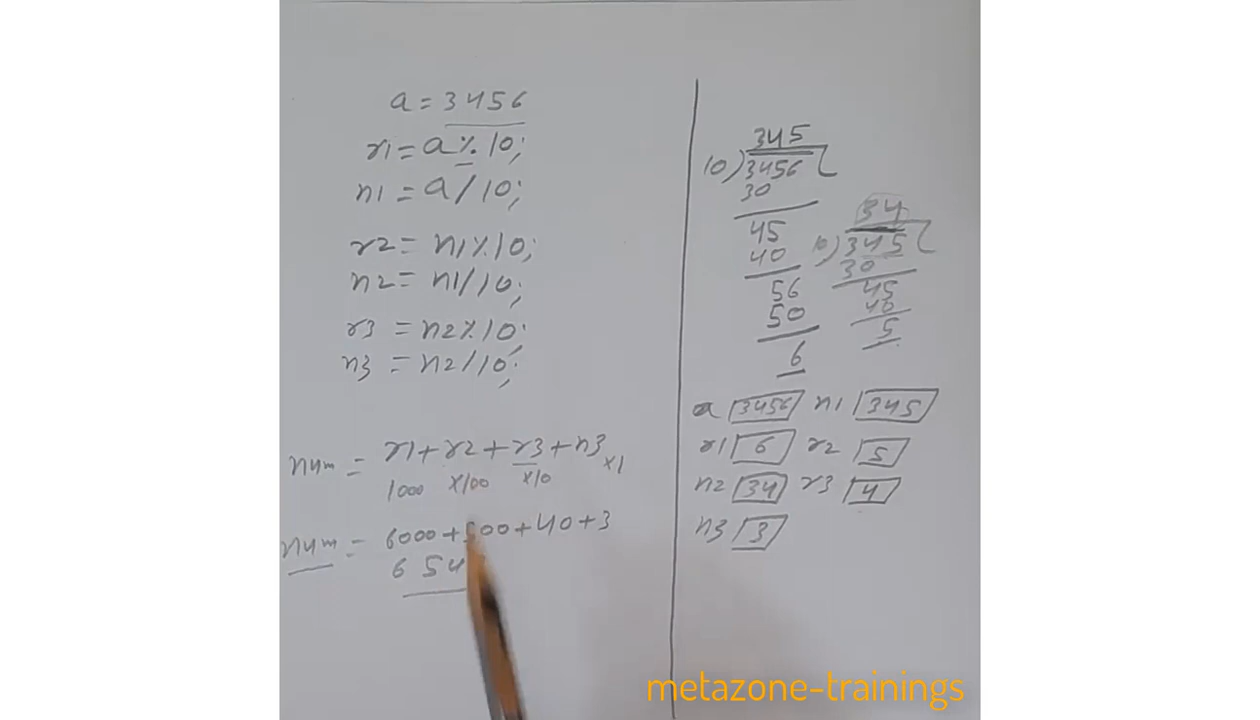 a = 3456
r1 = a % 10;
n1 = a / 10;
r2 = n1 % 10;
n2 = n1 / 10;
r3 = n2 % 10;
n3 = n2 / 10;
num = r1 + r2 + r3 + n3 x1
1000 x100 x10
num = 6000 + 500 + 40 + 3
6 5 4
345
10) 3456
30
45
40
56
50
6
34
10) 345
30
45
40
5
a 3456 n1 345
r1 6 r2 5
n2 34 r3 4
n3 3
metazone-trainings